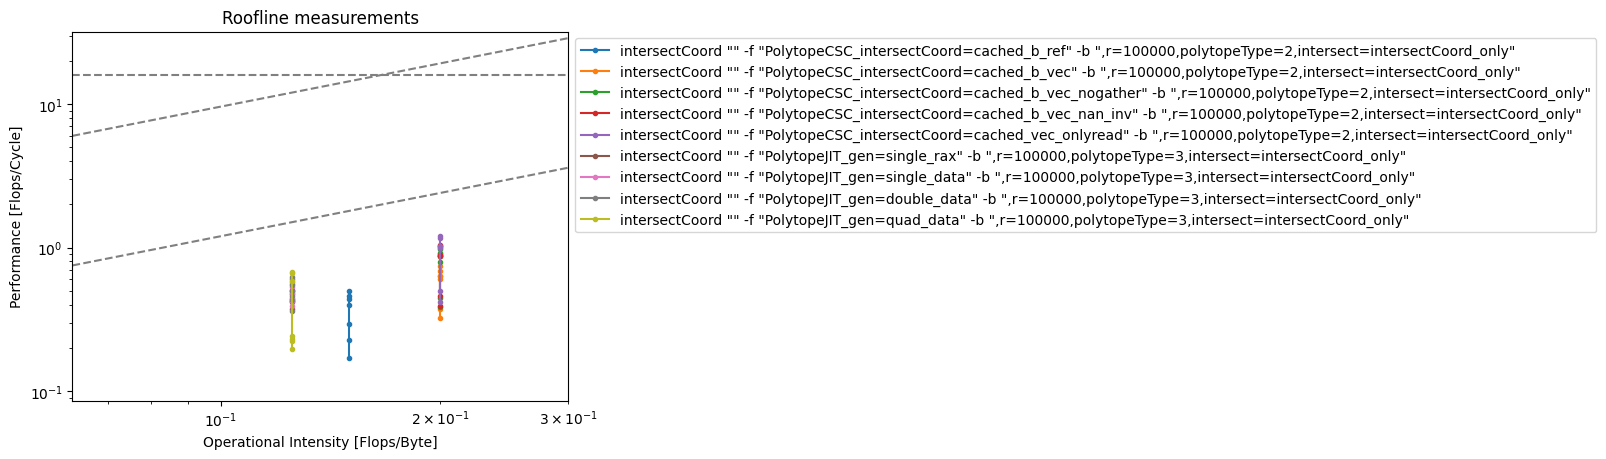 Roofline measurements
Performance [Flops/Cycle]
10^1
10^0
10^-1
10^-1
2 × 10^-1
3 × 10^-1
Operational Intensity [Flops/Byte]
intersectCoord "" -f "PolytopeCSC_intersectCoord=cached_b_ref" -b ",r=100000,polytopeType=2,intersect=intersectCoord_only"
intersectCoord "" -f "PolytopeCSC_intersectCoord=cached_b_vec" -b ",r=100000,polytopeType=2,intersect=intersectCoord_only"
intersectCoord "" -f "PolytopeCSC_intersectCoord=cached_b_vec_nogather" -b ",r=100000,polytopeType=2,intersect=intersectCoord_only"
intersectCoord "" -f "PolytopeCSC_intersectCoord=cached_b_vec_nan_inv" -b ",r=100000,polytopeType=2,intersect=intersectCoord_only"
intersectCoord "" -f "PolytopeCSC_intersectCoord=cached_vec_onlyread" -b ",r=100000,polytopeType=2,intersect=intersectCoord_only"
intersectCoord "" -f "PolytopeJIT_gen=single_rax" -b ",r=100000,polytopeType=3,intersect=intersectCoord_only"
intersectCoord "" -f "PolytopeJIT_gen=single_data" -b ",r=100000,polytopeType=3,intersect=intersectCoord_only"
intersectCoord "" -f "PolytopeJIT_gen=double_data" -b ",r=100000,polytopeType=3,intersect=intersectCoord_only"
intersectCoord "" -f "PolytopeJIT_gen=quad_data" -b ",r=100000,polytopeType=3,intersect=intersectCoord_only"